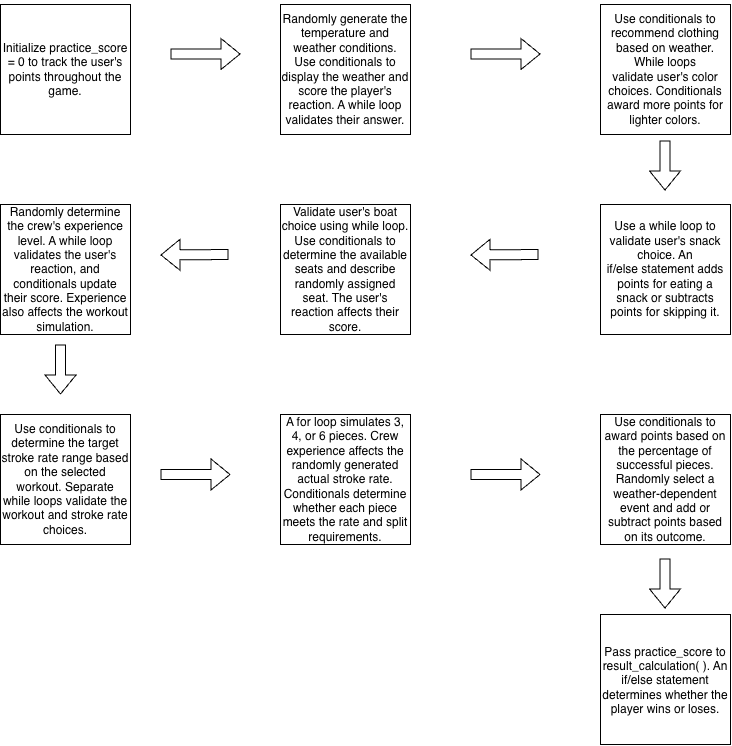 Initialize practice_score
= 0 to track the user's
points throughout the
game.
Randomly generate the
temperature and
weather conditions.
Use conditionals to
display the weather and
score the player's
reaction. A while loop
validates their answer.
Use conditionals to
recommend clothing
based on weather.
While loops
validate user's color
choices. Conditionals
award more points for
lighter colors.
Use a while loop to
validate user's snack
choice. An
if/else statement adds
points for eating a
snack or subtracts
points for skipping it.
Validate user's boat
choice using while loop.
Use conditionals to
determine the available
seats and describe
randomly assigned
seat. The user's
reaction affects their
score.
Randomly determine
the crew's experience
level. A while loop
validates the user's
reaction, and
conditionals update
their score. Experience
also affects the workout
simulation.
Use conditionals to
determine the target
stroke rate range based
on the selected
workout. Separate
while loops validate the
workout and stroke rate
choices.
A for loop simulates 3,
4, or 6 pieces. Crew
experience affects the
randomly generated
actual stroke rate.
Conditionals determine
whether each piece
meets the rate and split
requirements.
Use conditionals to
award points based on
the percentage of
successful pieces.
Randomly select a
weather-dependent
event and add or
subtract points based
on its outcome.
Pass practice_score to
result_calculation( ). An
if/else statement
determines whether the
player wins or loses.